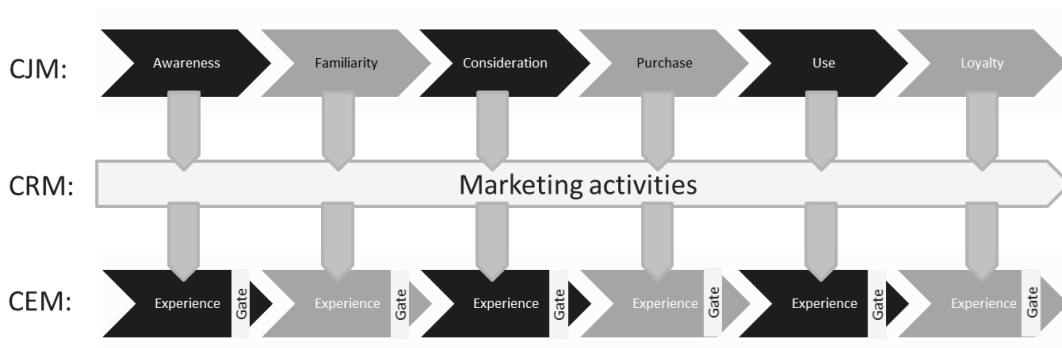 CJM:
Awareness
Familiarity
Consideration
Purchase
Use
Loyalty
CRM:
Marketing activities
CEM:
Experience
Gate
Experience
Gate
Experience
Gate
Experience
Gate
Experience
Gate
Experience
Gate